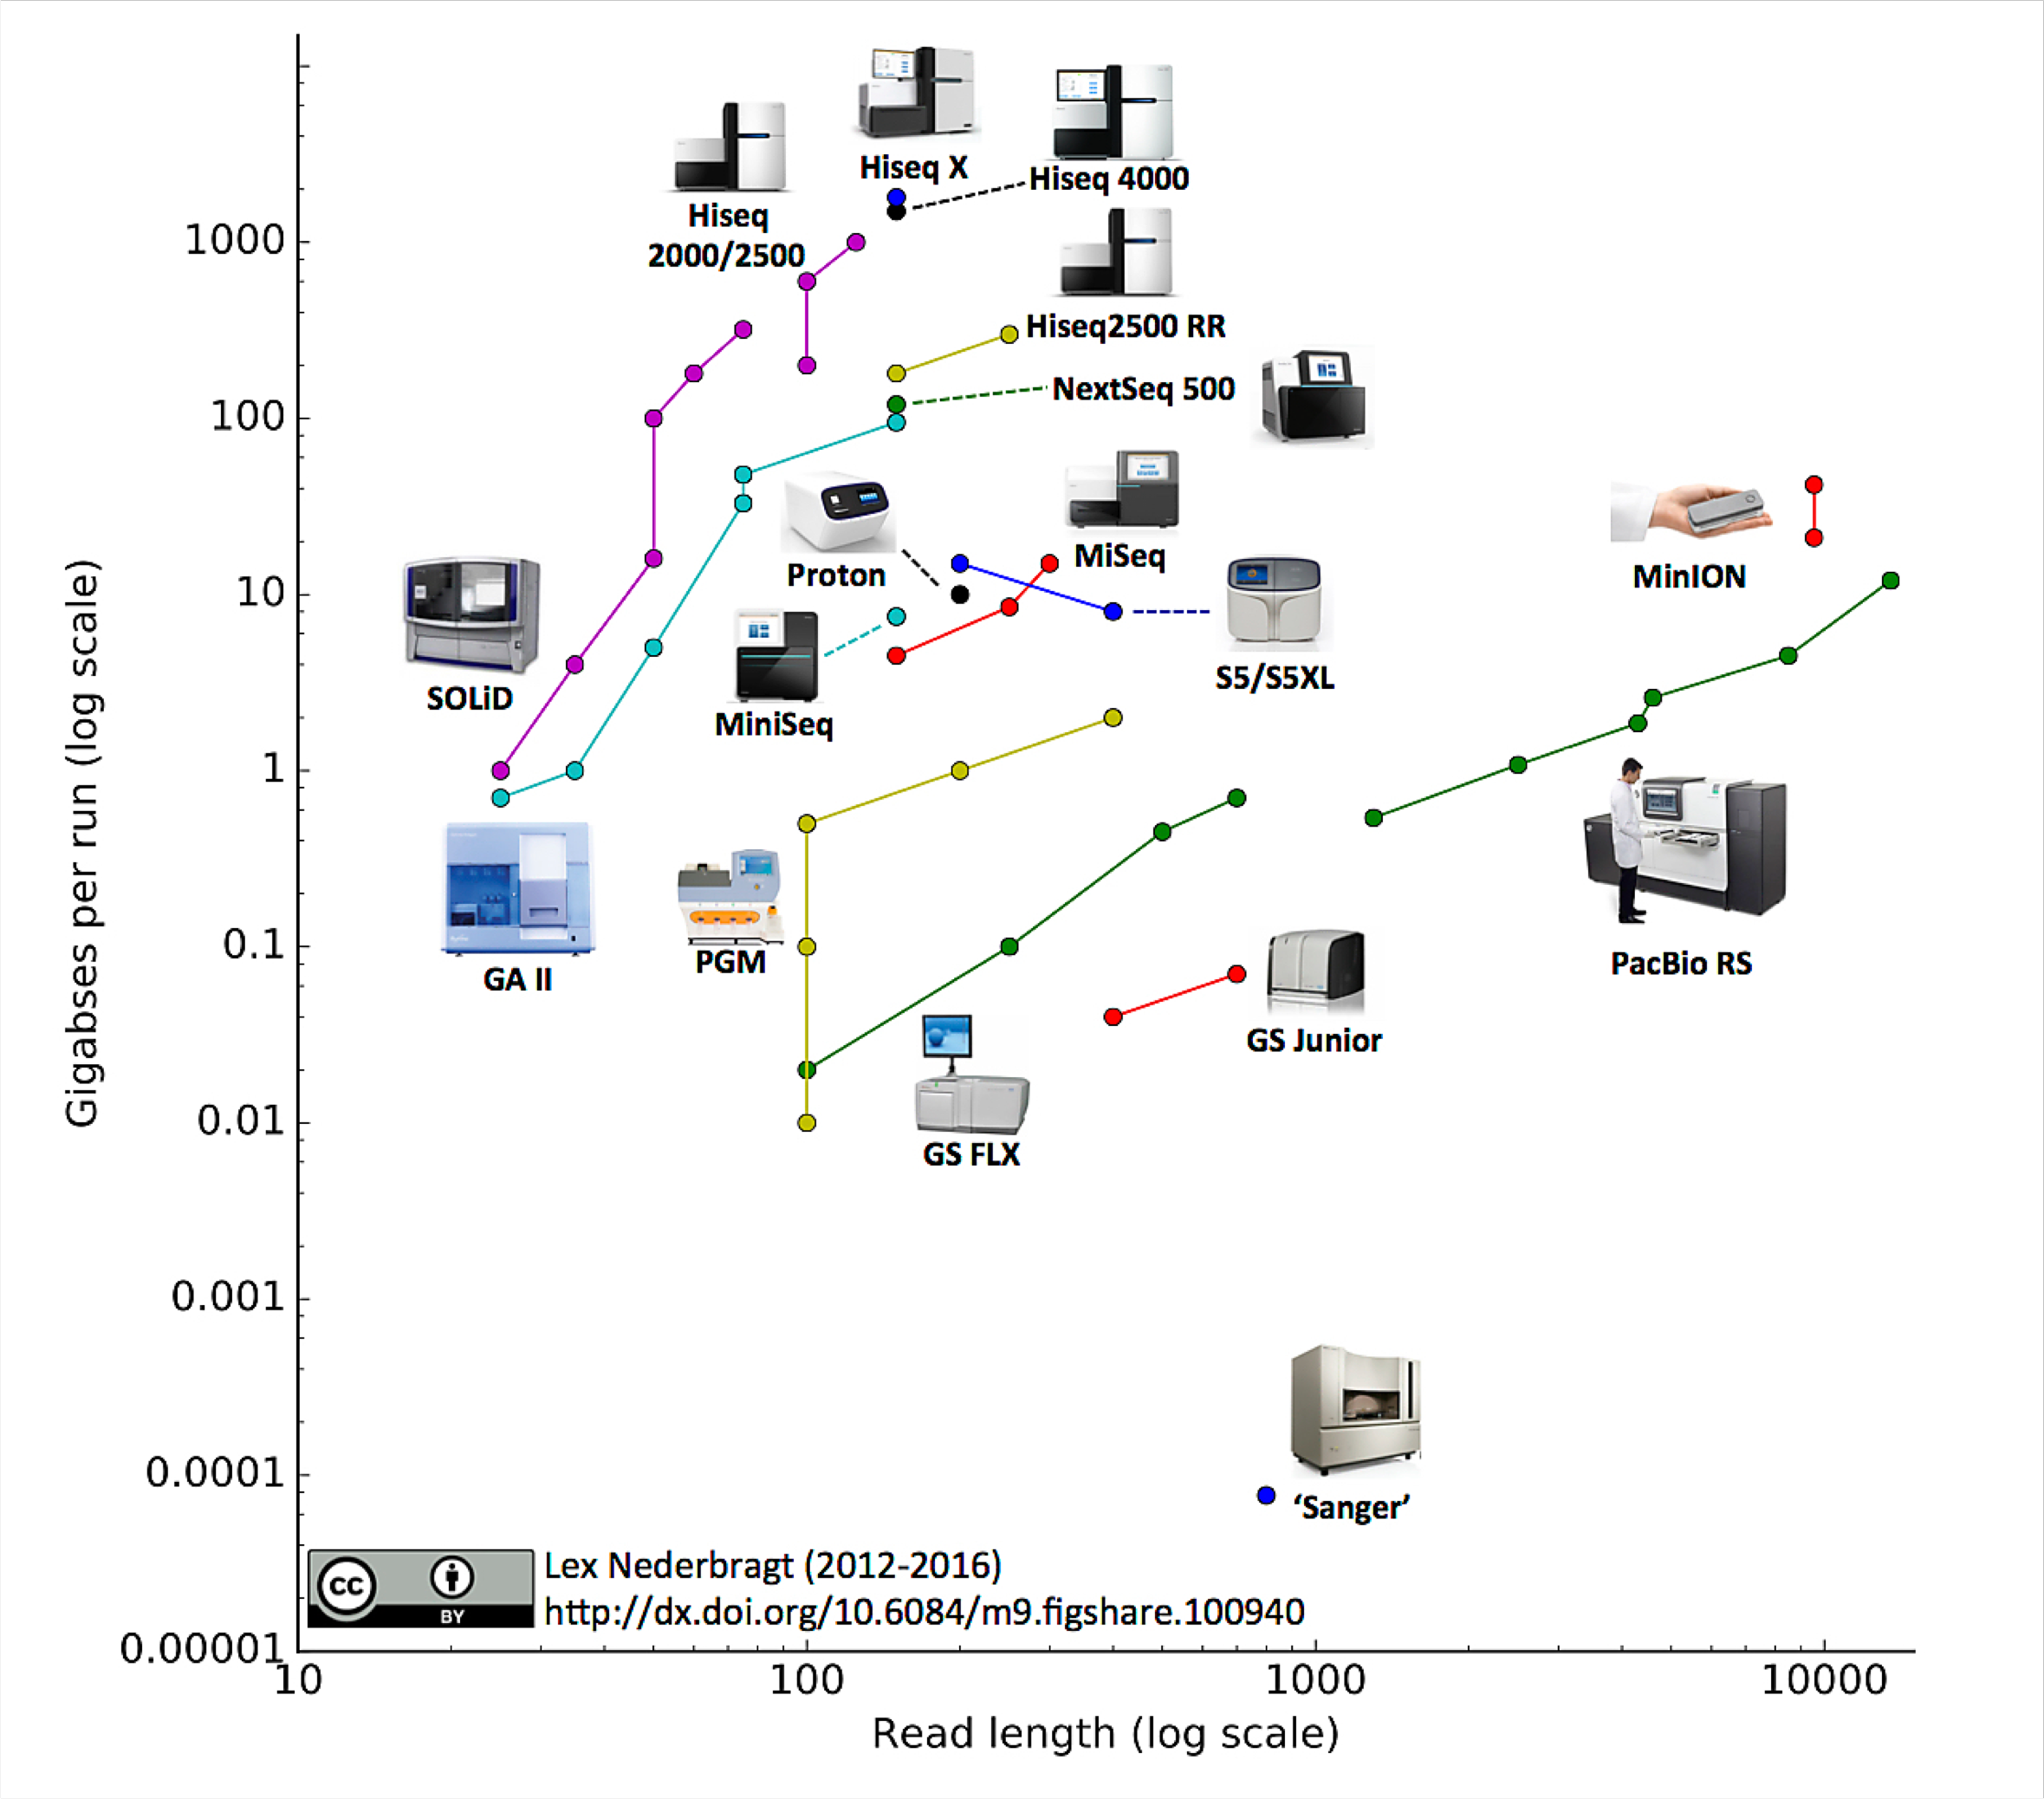 Hiseq X
Hiseq 4000
Hiseq
2000/2500
Hiseq2500 RR
NextSeq 500
MiSeq
Proton
MinION
SOLiD
S5/S5XL
MiniSeq
GA II
PGM
PacBio RS
GS Junior
GS FLX
‘Sanger’
Gigabses per run (log scale)
1000
100
10
1
0.1
0.01
0.001
0.0001
0.00001
cc
BY
Lex Nederbragt (2012-2016)
http://dx.doi.org/10.6084/m9.figshare.100940
10
100
1000
10000
Read length (log scale)